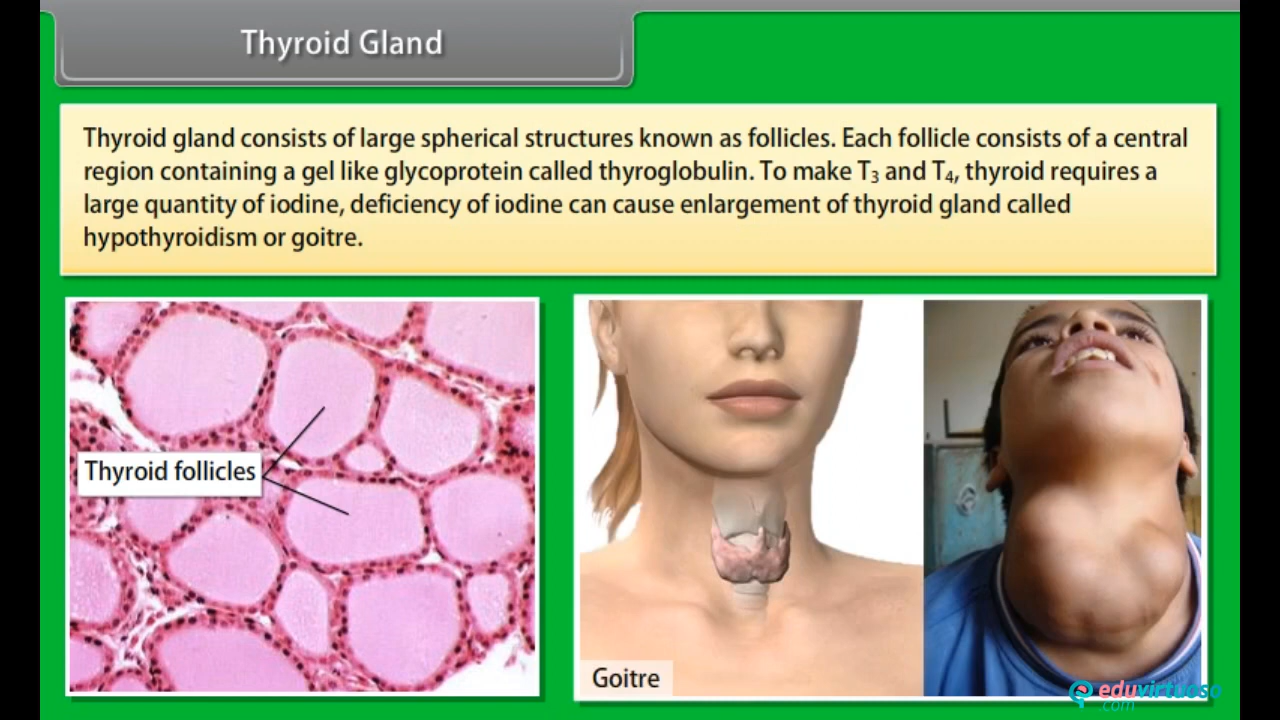 Thyroid Gland
Thyroid gland consists of large spherical structures known as follicles. Each follicle consists of a central
region containing a gel like glycoprotein called thyroglobulin. To make T₃ and T₄, thyroid requires a
large quantity of iodine, deficiency of iodine can cause enlargement of thyroid gland called
hypothyroidism or goitre.
Thyroid follicles
Goitre
eduvirtuoso
.com